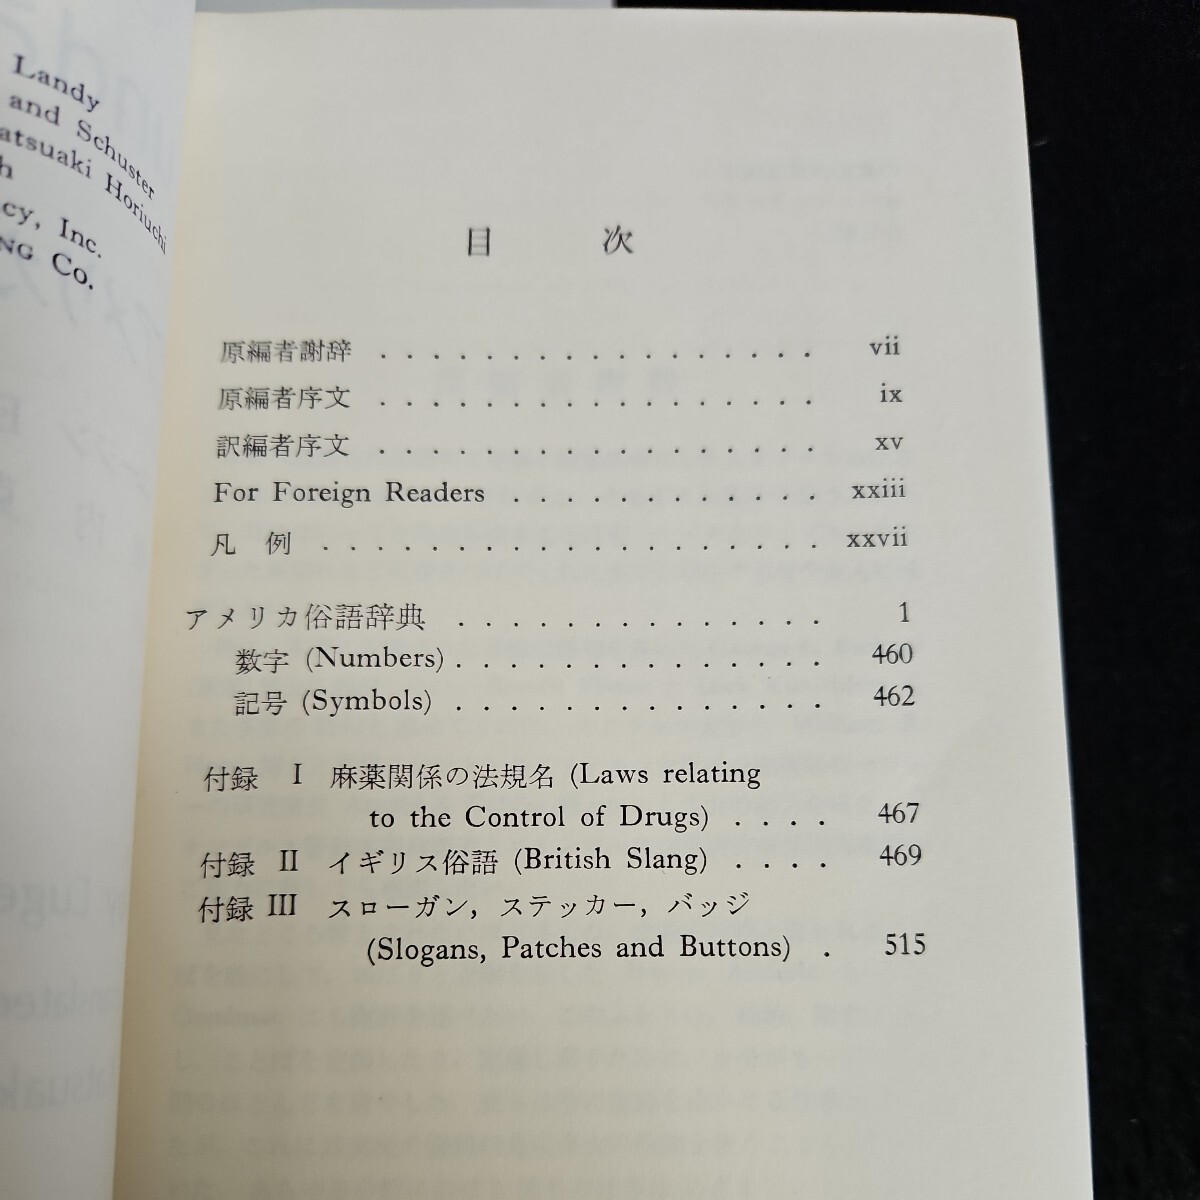 Landy
and Schuster
atsuaki Horiuchi
h
cy, Inc.
NG Co.
目 次
原編者謝辞 . . . . . . . . . . . . . . . . . vii
原編者序文 . . . . . . . . . . . . . . . . . ix
訳編者序文 . . . . . . . . . . . . . . . . . xv
For Foreign Readers . . . . . . . . . . . . xxiii
凡 例 . . . . . . . . . . . . . . . . . . . xxvii
アメリカ俗語辞典 . . . . . . . . . . . . . . 1
数字 (Numbers) . . . . . . . . . . . . . . 460
記号 (Symbols) . . . . . . . . . . . . . . 462
付録 I 麻薬関係の法規名 (Laws relating
to the Control of Drugs) . . . . 467
付録 II イギリス俗語 (British Slang) . . . . 469
付録 III スローガン, ステッカー, バッジ
(Slogans, Patches and Buttons) . 515